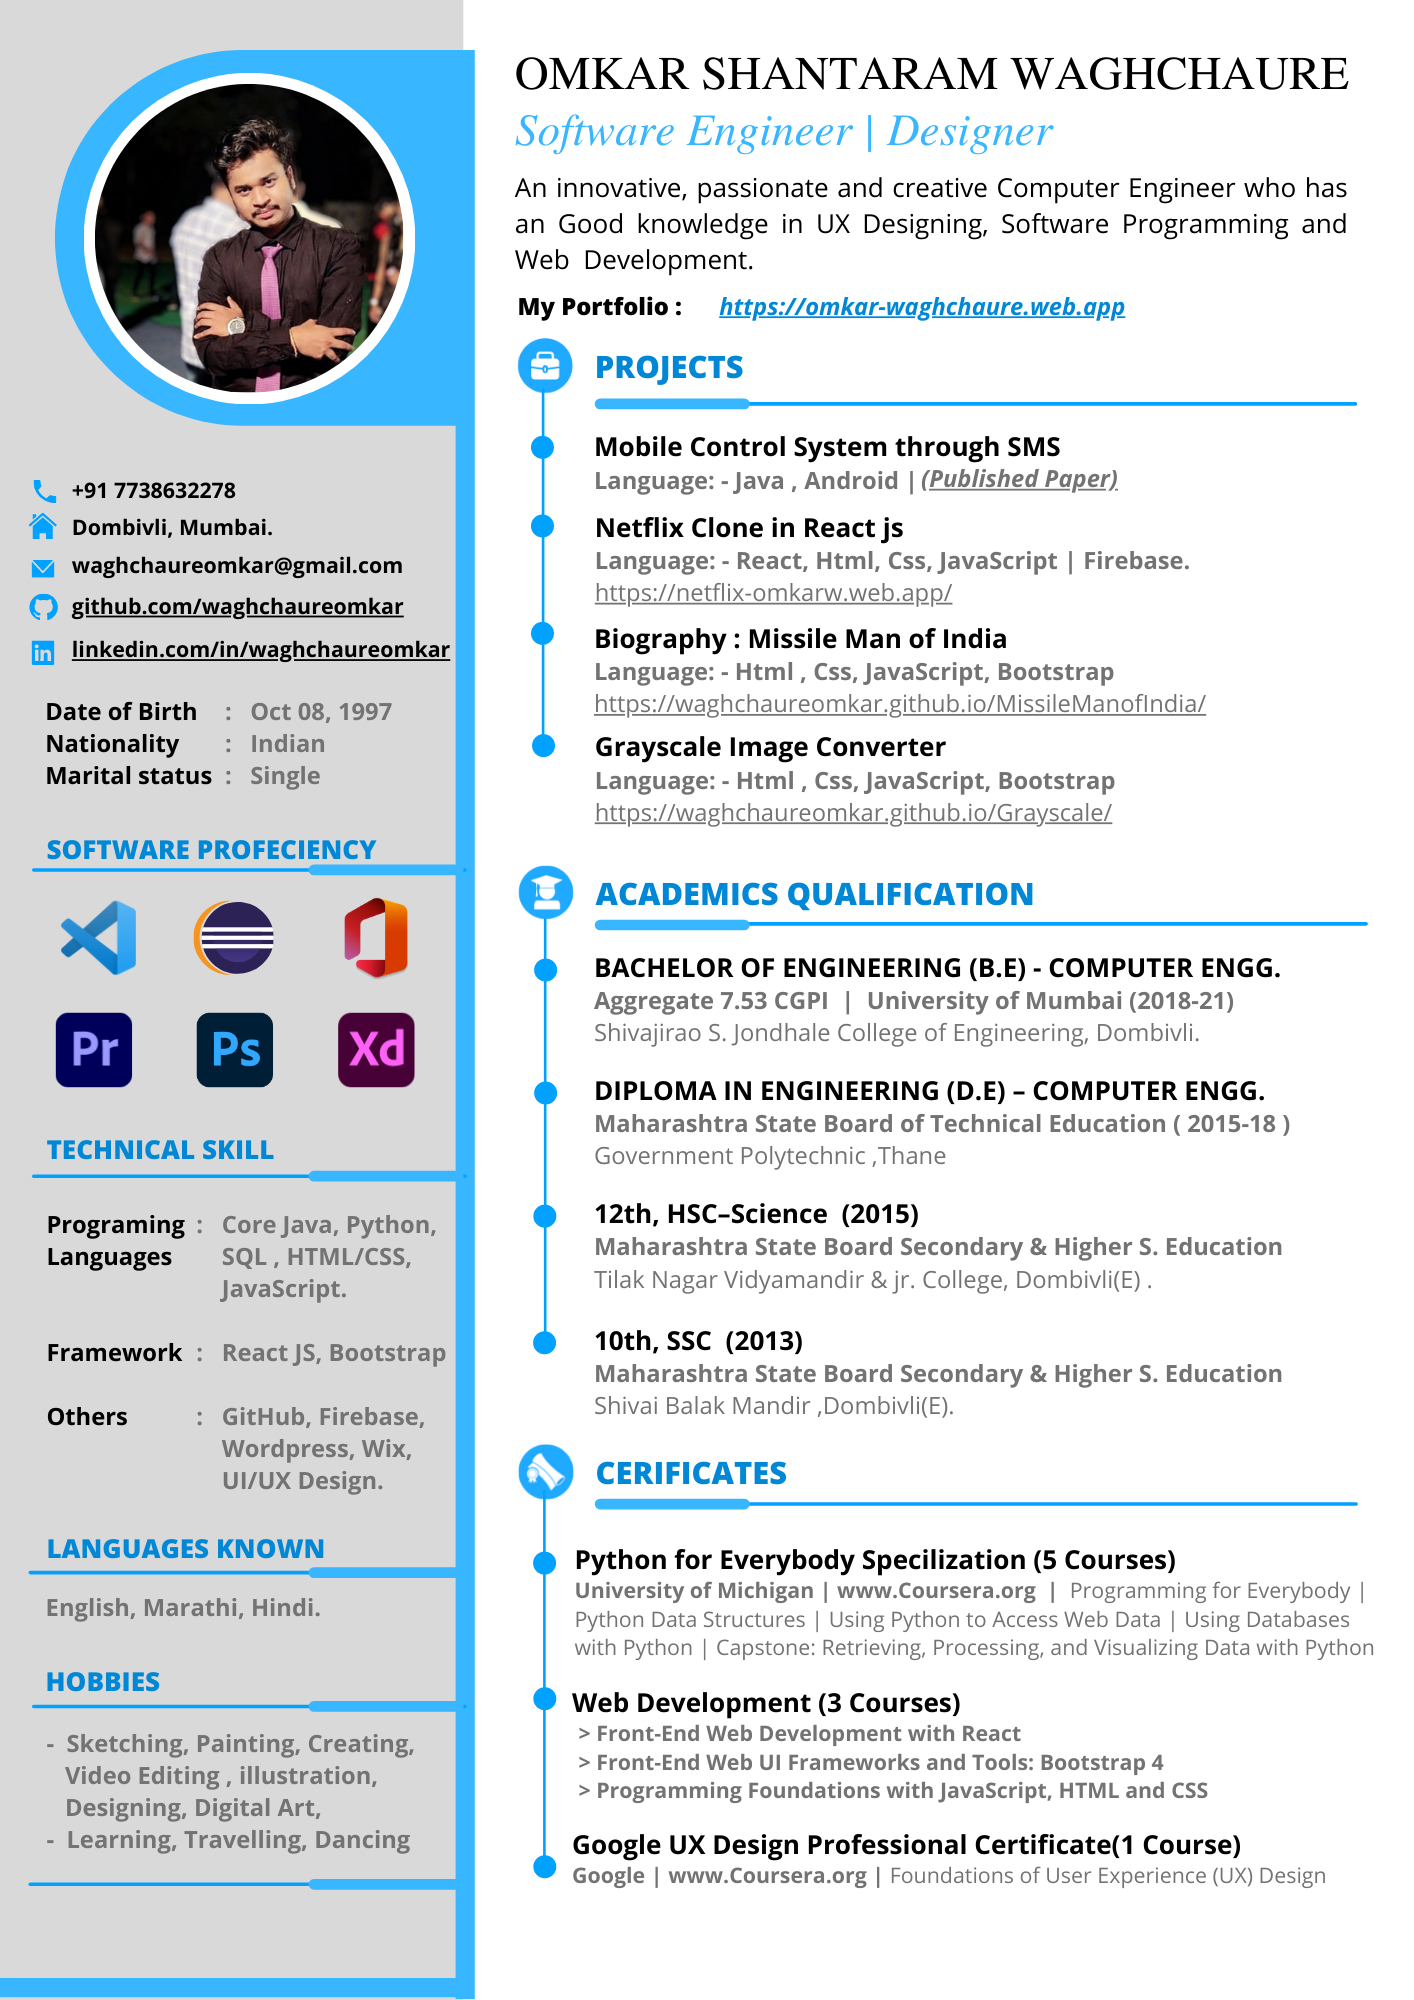 OMKAR SHANTARAM WAGHCHAURE
Software Engineer | Designer
An innovative, passionate and creative Computer Engineer who has
an Good knowledge in UX Designing, Software Programming and
Web Development.
My Portfolio : https://omkar-waghchaure.web.app
+91 7738632278
Dombivli, Mumbai.
waghchaureomkar@gmail.com
github.com/waghchaureomkar
linkedin.com/in/waghchaureomkar
Date of Birth : Oct 08, 1997
Nationality : Indian
Marital status : Single
SOFTWARE PROFECIENCY
Pr Ps Xd
TECHNICAL SKILL
Programing : Core Java, Python,
Languages SQL , HTML/CSS,
JavaScript.
Framework : React JS, Bootstrap
Others : GitHub, Firebase,
Wordpress, Wix,
UI/UX Design.
LANGUAGES KNOWN
English, Marathi, Hindi.
HOBBIES
- Sketching, Painting, Creating,
Video Editing , illustration,
Designing, Digital Art,
- Learning, Travelling, Dancing
PROJECTS
Mobile Control System through SMS
Language: - Java , Android | (Published Paper)
Netflix Clone in React js
Language: - React, Html, Css, JavaScript | Firebase.
https://netflix-omkarw.web.app/
Biography : Missile Man of India
Language: - Html , Css, JavaScript, Bootstrap
https://waghchaureomkar.github.io/MissileManofIndia/
Grayscale Image Converter
Language: - Html , Css, JavaScript, Bootstrap
https://waghchaureomkar.github.io/Grayscale/
ACADEMICS QUALIFICATION
BACHELOR OF ENGINEERING (B.E) - COMPUTER ENGG.
Aggregate 7.53 CGPI | University of Mumbai (2018-21)
Shivajirao S. Jondhale College of Engineering, Dombivli.
DIPLOMA IN ENGINEERING (D.E) – COMPUTER ENGG.
Maharashtra State Board of Technical Education ( 2015-18 )
Government Polytechnic ,Thane
12th, HSC–Science (2015)
Maharashtra State Board Secondary & Higher S. Education
Tilak Nagar Vidyamandir & jr. College, Dombivli(E) .
10th, SSC (2013)
Maharashtra State Board Secondary & Higher S. Education
Shivai Balak Mandir ,Dombivli(E).
CERIFICATES
Python for Everybody Specilization (5 Courses)
University of Michigan | www.Coursera.org | Programming for Everybody |
Python Data Structures | Using Python to Access Web Data | Using Databases
with Python | Capstone: Retrieving, Processing, and Visualizing Data with Python
Web Development (3 Courses)
> Front-End Web Development with React
> Front-End Web UI Frameworks and Tools: Bootstrap 4
> Programming Foundations with JavaScript, HTML and CSS
Google UX Design Professional Certificate(1 Course)
Google | www.Coursera.org | Foundations of User Experience (UX) Design